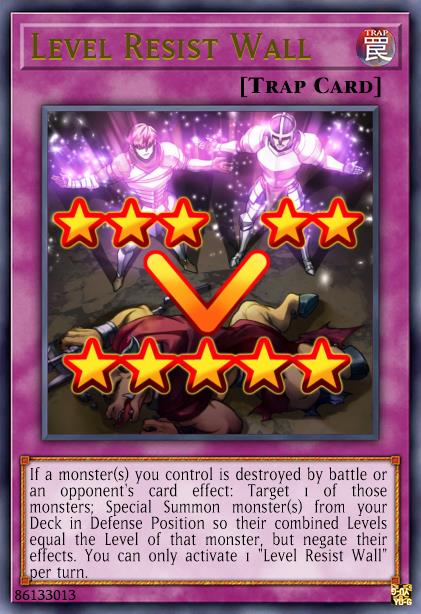 Level Resist Wall
TRAP
罠
[Trap Card]
If a monster(s) you control is destroyed by battle or
an opponent's card effect: Target 1 of those
monsters; Special Summon monster(s) from your
Deck in Defense Position so their combined Levels
equal the Level of that monster, but negate their
effects. You can only activate 1 "Level Resist Wall"
per turn.
86133013